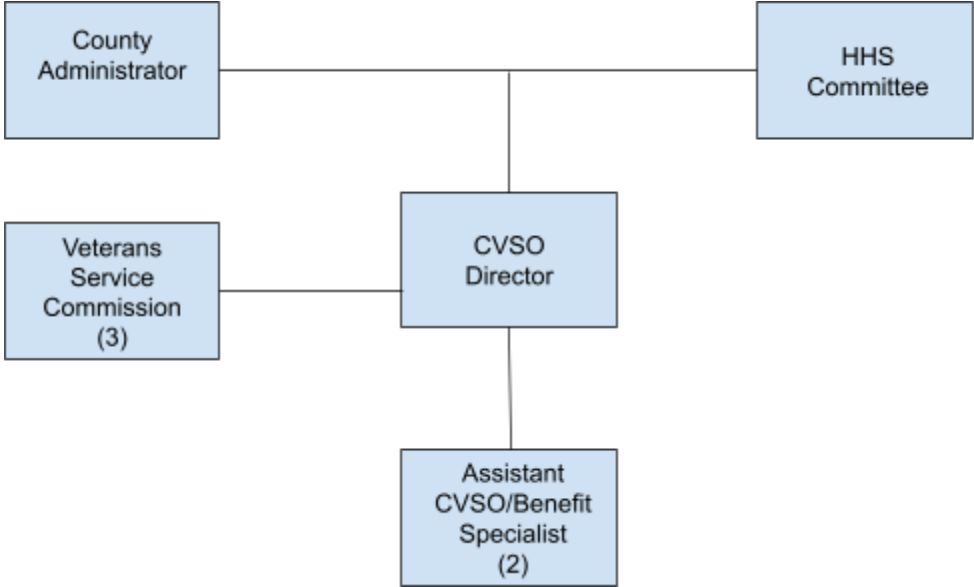 County
Administrator
HHS
Committee
CVSO
Director
Veterans
Service
Commission
(3)
Assistant
CVSO/Benefit
Specialist
(2)